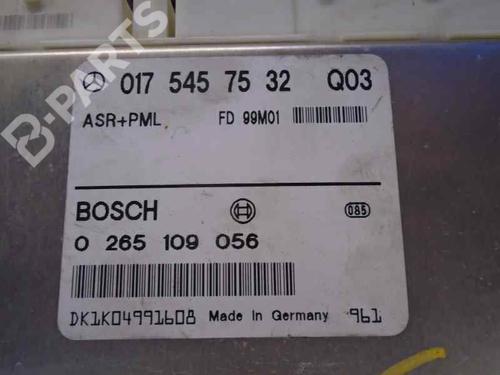 017 545 75 32 Q03
ASR+PML FD 99M01
BOSCH 085
0 265 109 056
DK1K04991608 Made in Germany 961
B-PARTS